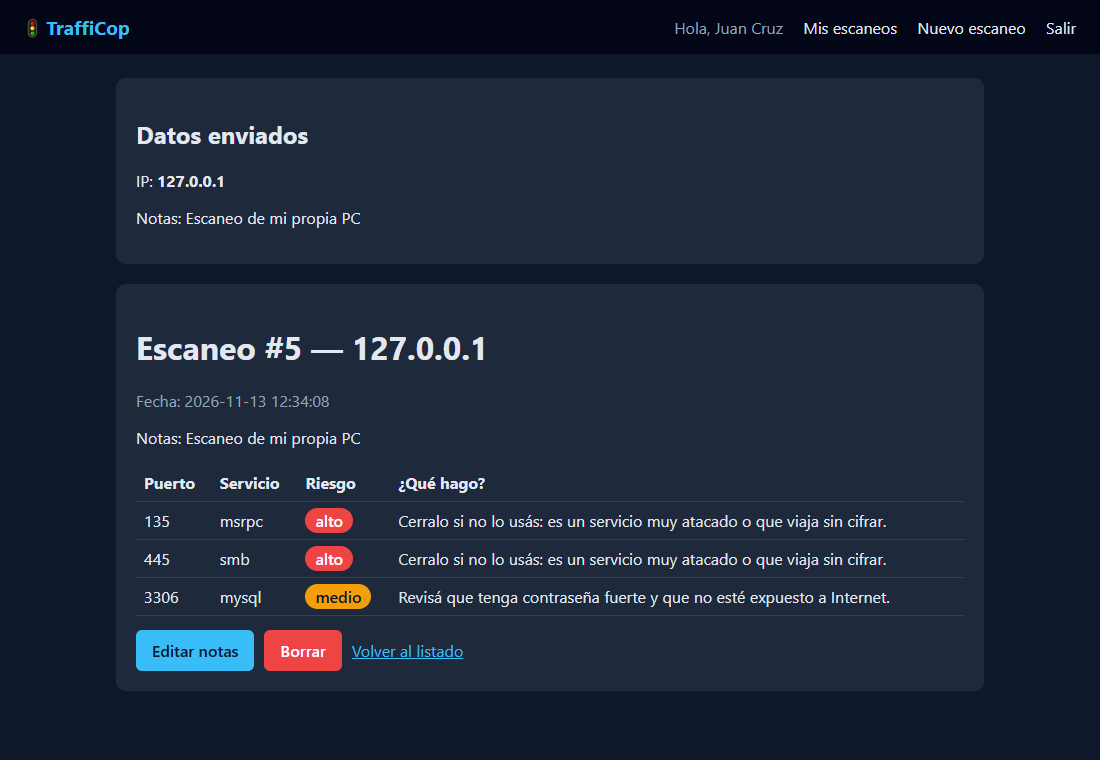 TraffiCop
Hola, Juan Cruz Mis escaneos Nuevo escaneo Salir
Datos enviados
IP: 127.0.0.1
Notas: Escaneo de mi propia PC
Escaneo #5 — 127.0.0.1
Fecha: 2026-11-13 12:34:08
Notas: Escaneo de mi propia PC
Puerto Servicio Riesgo ¿Qué hago?
135 msrpc alto Cerralo si no lo usás: es un servicio muy atacado o que viaja sin cifrar.
445 smb alto Cerralo si no lo usás: es un servicio muy atacado o que viaja sin cifrar.
3306 mysql medio Revisá que tenga contraseña fuerte y que no esté expuesto a Internet.
Editar notas Borrar Volver al listado